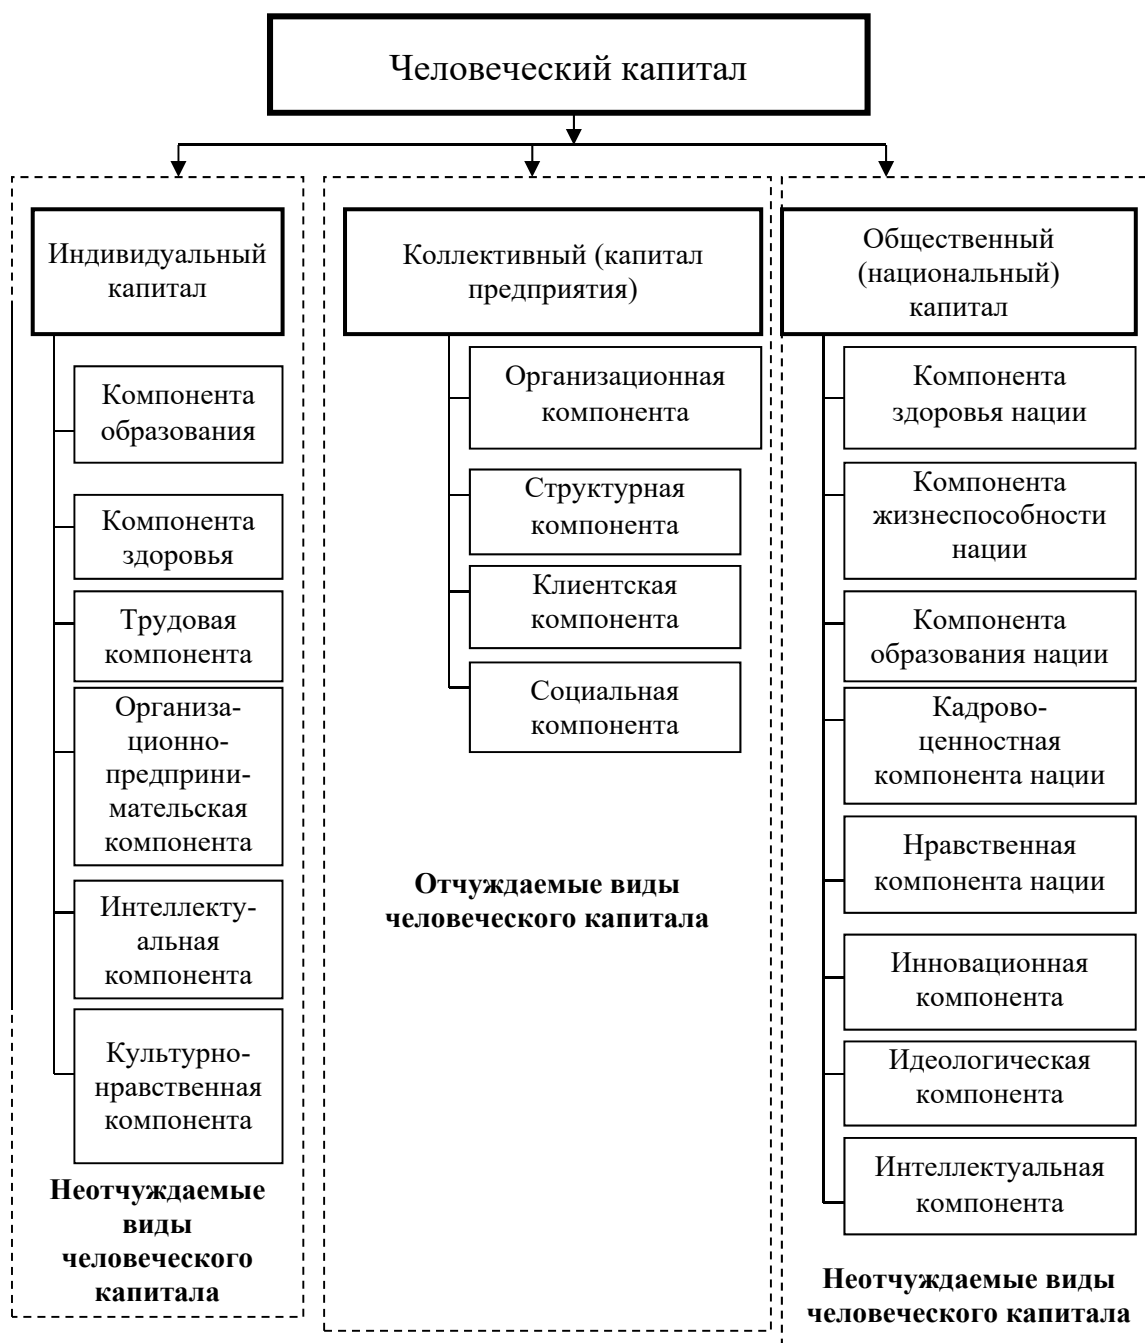 Человеческий капитал
Индивидуальный
капитал
Компонента
образования
Компонента
здоровья
Трудовая
компонента
Организа-
ционно-
предприни-
мательская
компонента
Интеллекту-
альная
компонента
Культурно-
нравственная
компонента
Неотчуждаемые
виды
человеческого
капитала
Коллективный (капитал
предприятия)
Организационная
компонента
Структурная
компонента
Клиентская
компонента
Социальная
компонента
Отчуждаемые виды
человеческого капитала
Общественный
(национальный)
капитал
Компонента
здоровья нации
Компонента
жизнеспособности
нации
Компонента
образования нации
Кадрово-
ценностная
компонента нации
Нравственная
компонента нации
Инновационная
компонента
Идеологическая
компонента
Интеллектуальная
компонента
Неотчуждаемые виды
человеческого капитала